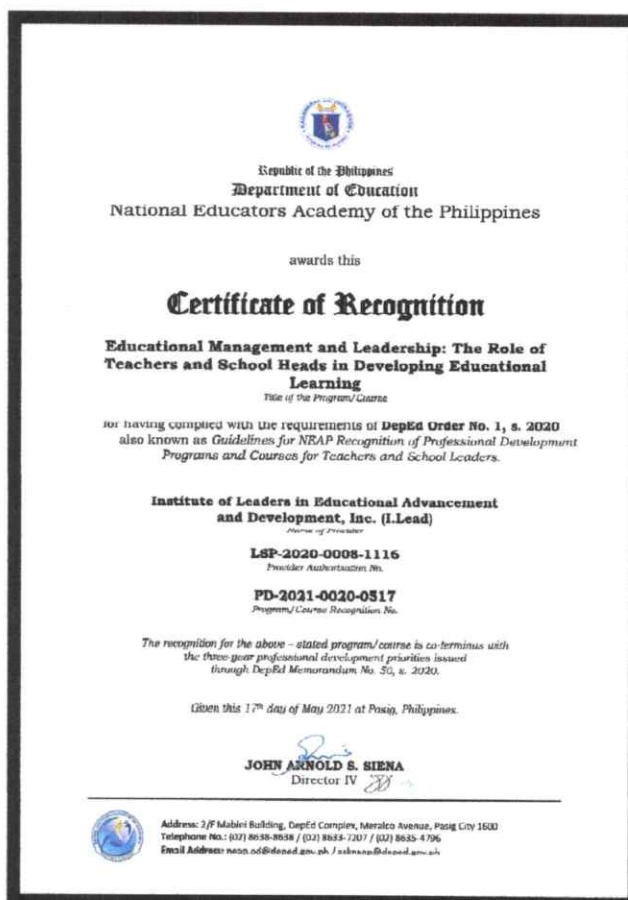 Republic of the Philippines
Department of Education
National Educators Academy of the Philippines
awards this
Certificate of Recognition
Educational Management and Leadership: The Role of
Teachers and School Heads in Developing Educational
Learning
Title of the Program/Course
for having complied with the requirements of DepEd Order No. 1, s. 2020
also known as Guidelines for NEAP Recognition of Professional Development
Programs and Courses for Teachers and School Leaders.
Institute of Leaders in Educational Advancement
and Development, Inc. (I.Lead)
Name of Provider
LSP-2020-0008-1116
Provider Authorization No.
PD-2021-0020-0517
Program/Course Recognition No.
The recognition for the above – stated program/course is co-terminus with
the three-year professional development priorities issued
through DepEd Memorandum No. 50, s. 2020.
Given this 17th day of May 2021 at Pasig, Philippines.
JOHN ARNOLD S. SIENA
Director IV
Address: 2/F Mabini Building, DepEd Complex, Meralco Avenue, Pasig City 1600
Telephone No.: (02) 8638-8638 / (02) 8633-7207 / (02) 8635-4796
Email Address: